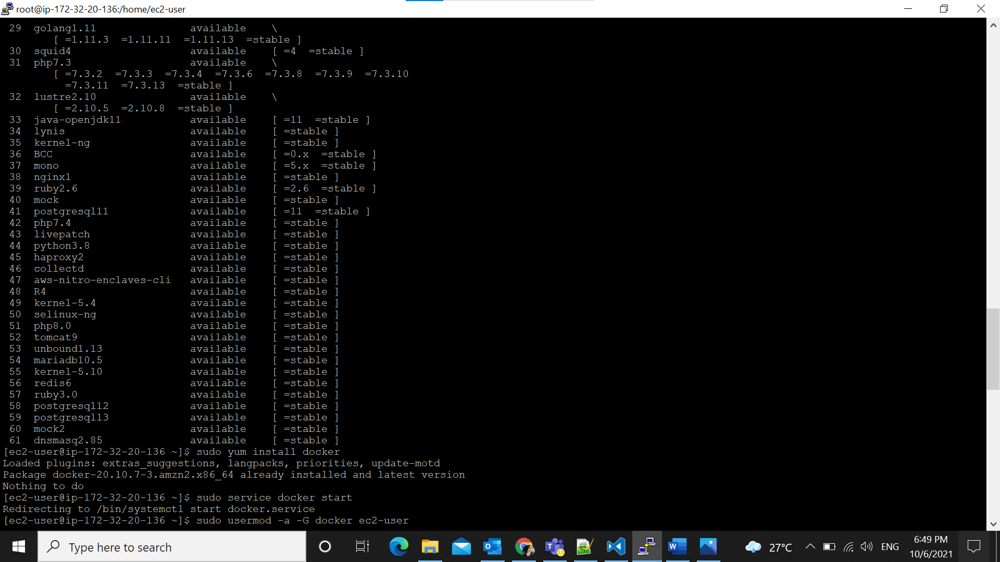 root@ip-172-32-20-136:/home/ec2-user
29 golang1.11 available \
[ =1.11.3 =1.11.11 =1.11.13 =stable ]
30 squid4 available [ =4 =stable ]
31 php7.3 available \
[ =7.3.2 =7.3.3 =7.3.4 =7.3.6 =7.3.8 =7.3.9 =7.3.10
=7.3.11 =7.3.13 =stable ]
32 lustre2.10 available \
[ =2.10.5 =2.10.8 =stable ]
33 java-openjdk11 available [ =11 =stable ]
34 lynis available [ =stable ]
35 kernel-ng available [ =stable ]
36 BCC available [ =0.x =stable ]
37 mono available [ =5.x =stable ]
38 nginx1 available [ =stable ]
39 ruby2.6 available [ =2.6 =stable ]
40 mock available [ =stable ]
41 postgresql11 available [ =11 =stable ]
42 php7.4 available [ =stable ]
43 livepatch available [ =stable ]
44 python3.8 available [ =stable ]
45 haproxy2 available [ =stable ]
46 collectd available [ =stable ]
47 aws-nitro-enclaves-cli available [ =stable ]
48 R4 available [ =stable ]
49 kernel-5.4 available [ =stable ]
50 selinux-ng available [ =stable ]
51 php8.0 available [ =stable ]
52 tomcat9 available [ =stable ]
53 unbound1.13 available [ =stable ]
54 mariadb10.5 available [ =stable ]
55 kernel-5.10 available [ =stable ]
56 redis6 available [ =stable ]
57 ruby3.0 available [ =stable ]
58 postgresql12 available [ =stable ]
59 postgresql13 available [ =stable ]
60 mock2 available [ =stable ]
61 dnsmasq2.85 available [ =stable ]
[ec2-user@ip-172-32-20-136 ~]$ sudo yum install docker
Loaded plugins: extras_suggestions, langpacks, priorities, update-motd
Package docker-20.10.7-3.amzn2.x86_64 already installed and latest version
Nothing to do
[ec2-user@ip-172-32-20-136 ~]$ sudo service docker start
Redirecting to /bin/systemctl start docker.service
[ec2-user@ip-172-32-20-136 ~]$ sudo usermod -a -G docker ec2-user
Type here to search
27°C
ENG
6:49 PM
10/6/2021